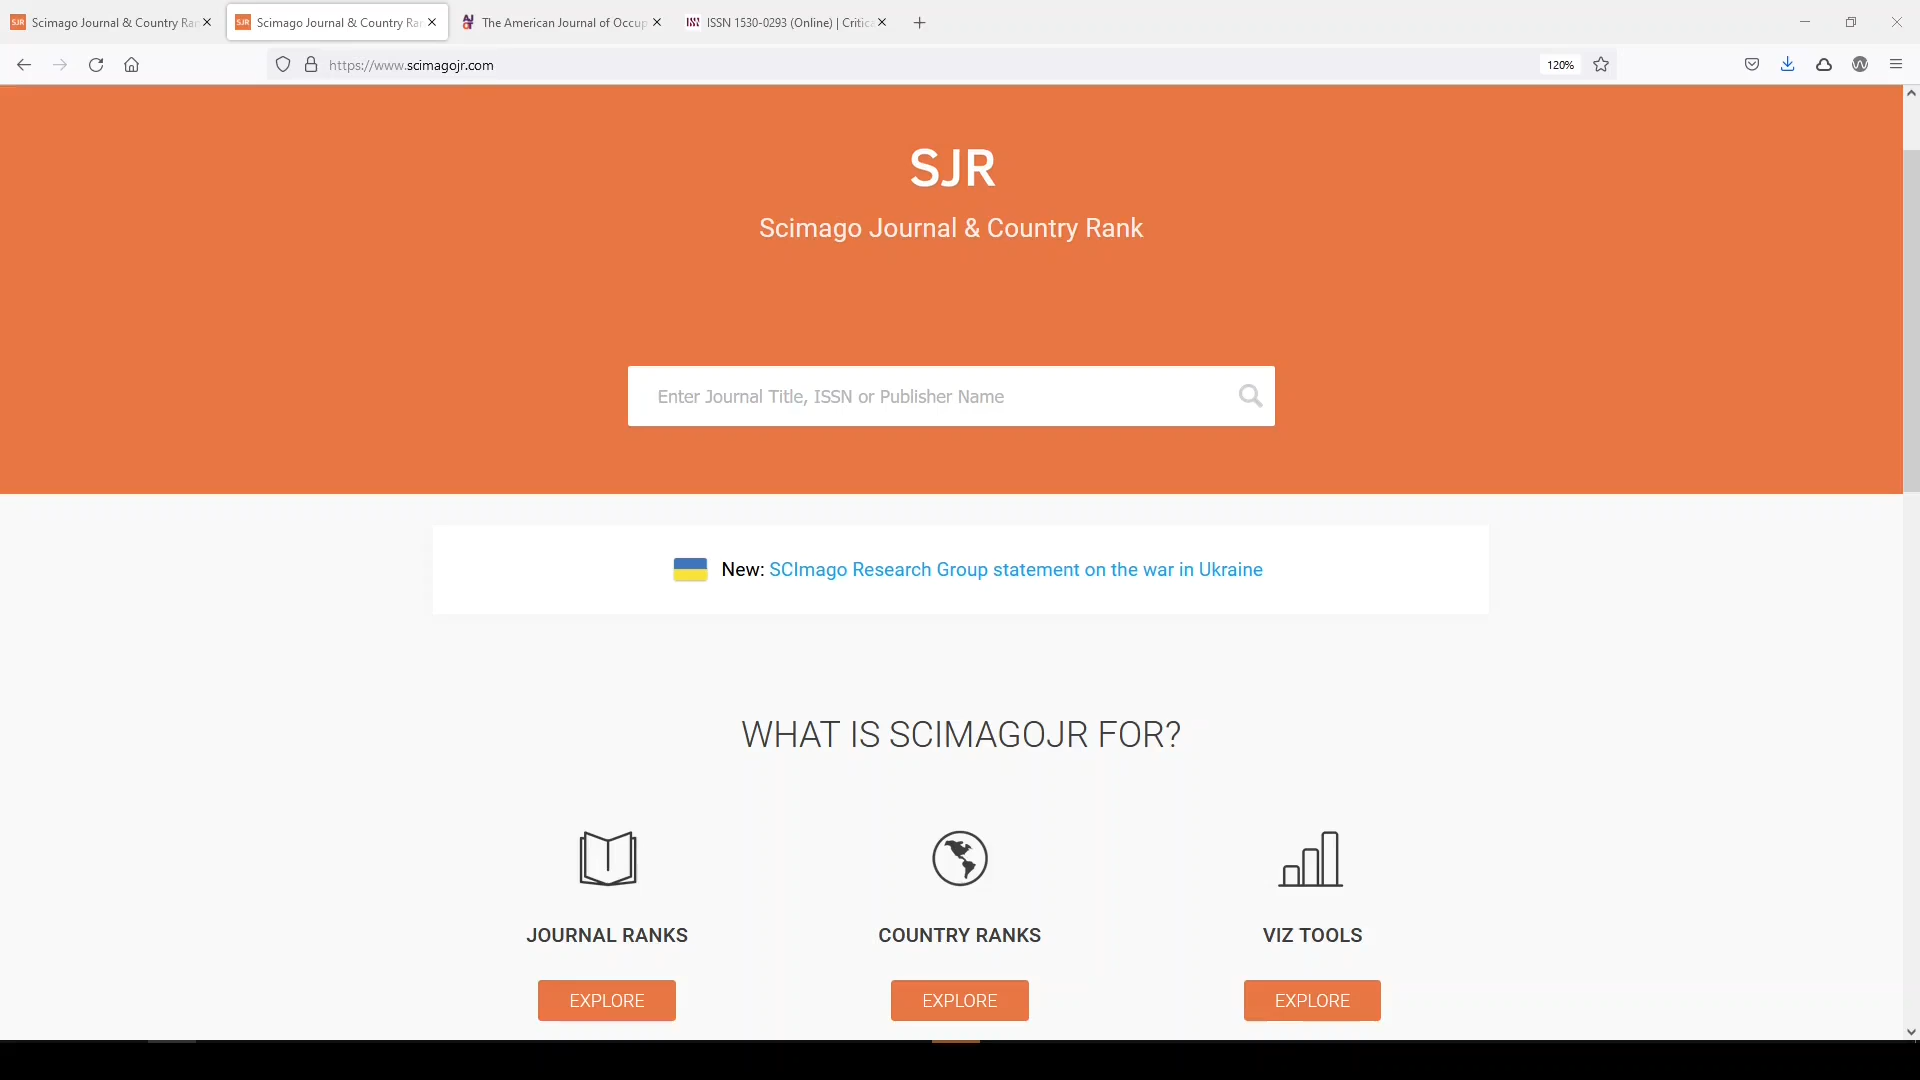 SJR Scimago Journal & Country Ra
SJR Scimago Journal & Country Ra
The American Journal of Occup
ISSN 1530-0293 (Online) | Critic
https://www.scimagojr.com
120%
SJR
Scimago Journal & Country Rank
Enter Journal Title, ISSN or Publisher Name
New: SCImago Research Group statement on the war in Ukraine
WHAT IS SCIMAGOJR FOR?
JOURNAL RANKS
COUNTRY RANKS
VIZ TOOLS
EXPLORE
EXPLORE
EXPLORE